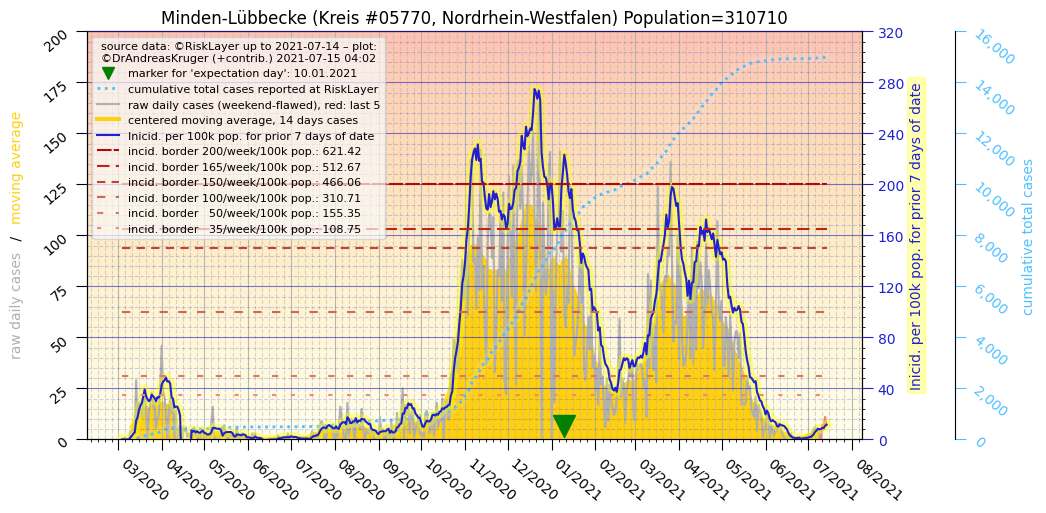 Minden-Lübbecke (Kreis #05770, Nordrhein-Westfalen) Population=310710
source data: ©RiskLayer up to 2021-07-14 – plot:
©DrAndreasKruger (+contrib.) 2021-07-15 04:02
marker for 'expectation day': 10.01.2021
cumulative total cases reported at RiskLayer
raw daily cases (weekend-flawed), red: last 5
centered moving average, 14 days cases
Inicid. per 100k pop. for prior 7 days of date
incid. border 200/week/100k pop.: 621.42
incid. border 165/week/100k pop.: 512.67
incid. border 150/week/100k pop.: 466.06
incid. border 100/week/100k pop.: 310.71
incid. border 50/week/100k pop.: 155.35
incid. border 35/week/100k pop.: 108.75
raw daily cases / moving average
200
175
150
125
100
75
50
25
0
320
280
240
200
160
120
80
40
0
Inicid. per 100k pop. for prior 7 days of date
16,000
14,000
12,000
10,000
8,000
6,000
4,000
2,000
0
cumulative total cases
03/2020
04/2020
05/2020
06/2020
07/2020
08/2020
09/2020
10/2020
11/2020
12/2020
01/2021
02/2021
03/2021
04/2021
05/2021
06/2021
07/2021
08/2021